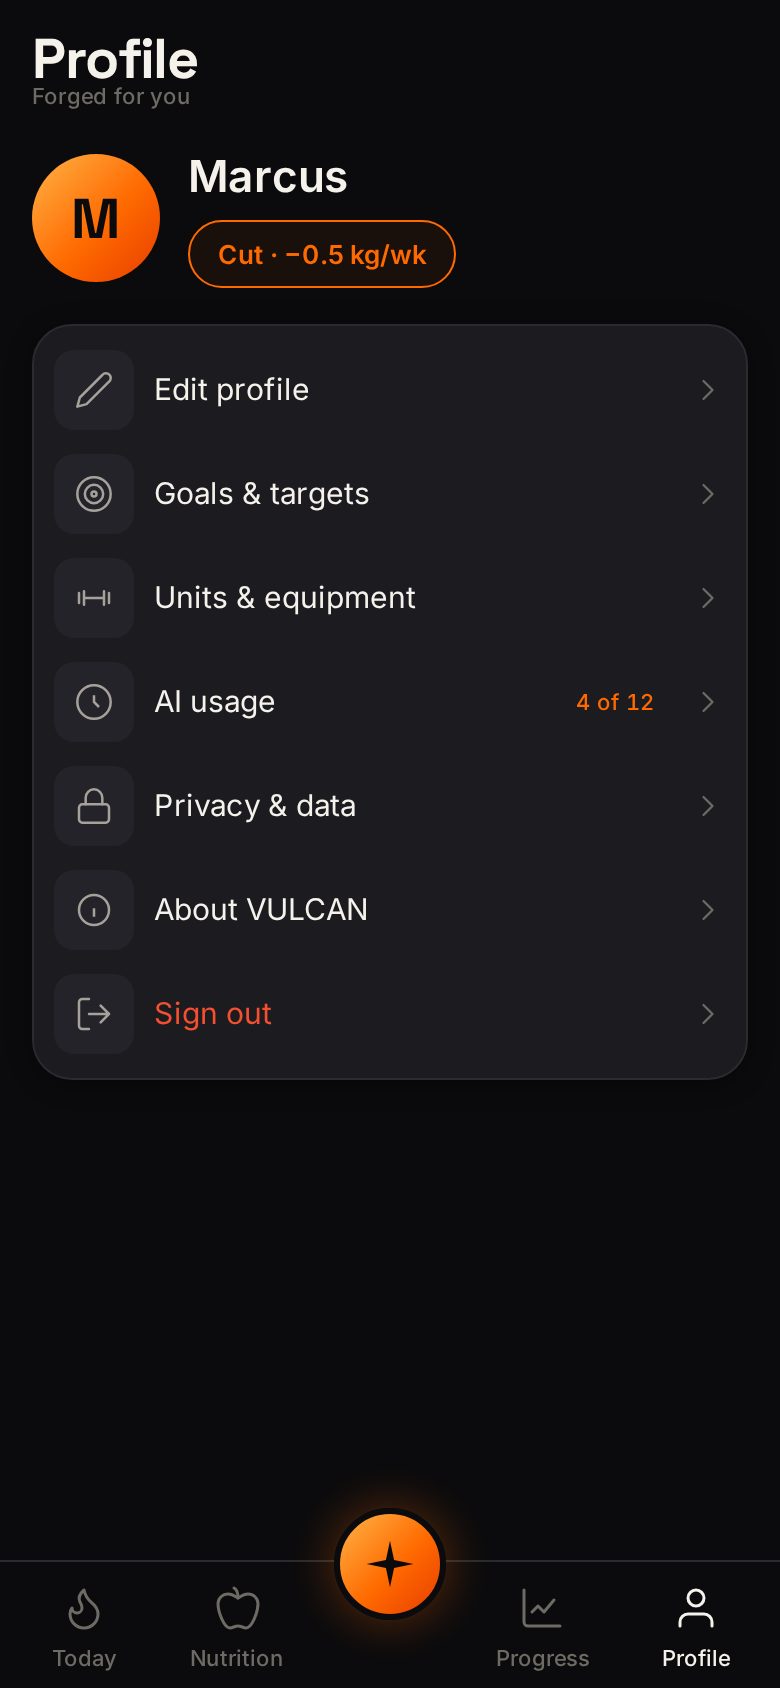 Profile
Forged for you
M
Marcus
Cut · −0.5 kg/wk
Edit profile
Goals & targets
Units & equipment
AI usage 4 of 12
Privacy & data
About VULCAN
Sign out
Today Nutrition Progress Profile